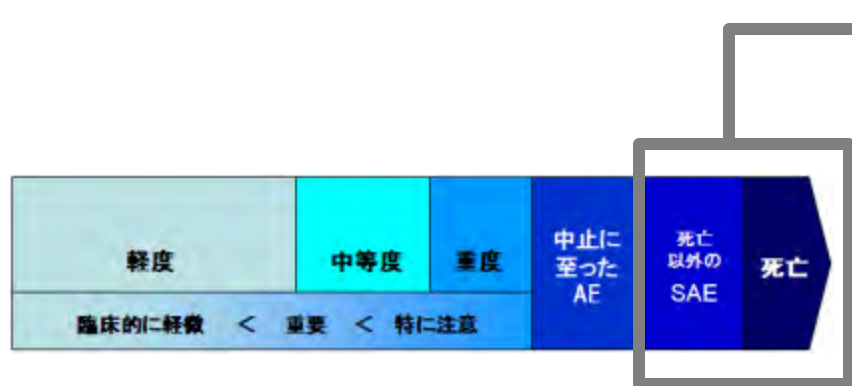 軽度
中等度
重度
臨床的に軽微 < 重要 < 特に注意
中止に
至った
AE
死亡
以外の
SAE
死亡